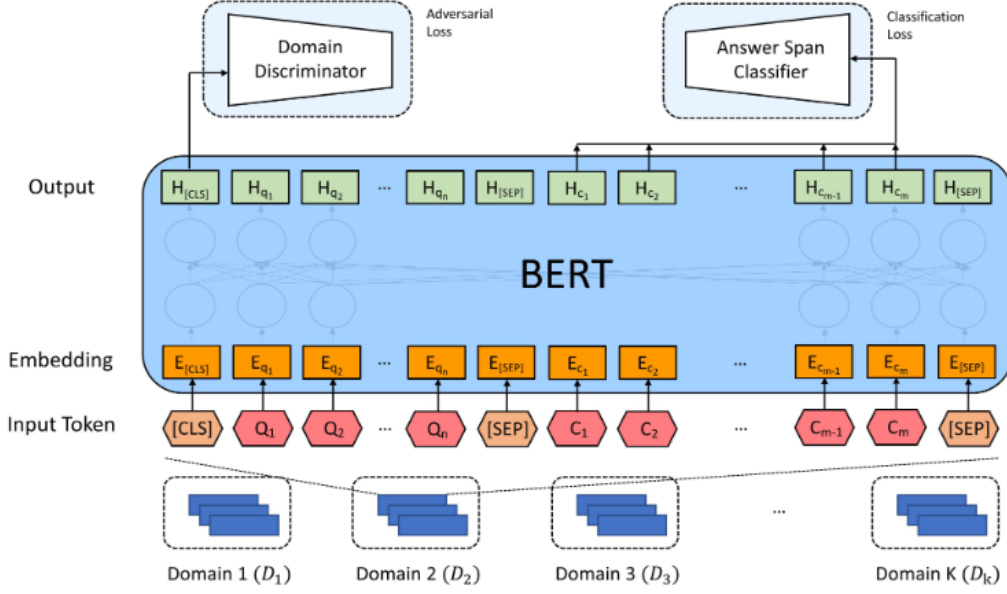 Adversarial
Loss
Classification
Loss
Domain
Discriminator
Answer Span
Classifier
Output
H[CLS] Hq1 Hq2 ... Hqn H[SEP] Hc1 Hc2 ... Hcm-1 Hcm H[SEP]
BERT
Embedding
E[CLS] Eq1 Eq2 ... Eqn E[SEP] Ec1 Ec2 ... Ecm-1 Ecm E[SEP]
Input Token
[CLS] Q1 Q2 ... Qn [SEP] C1 C2 ... Cm-1 Cm [SEP]
...
Domain 1 (D1) Domain 2 (D2) Domain 3 (D3) Domain K (Dk)